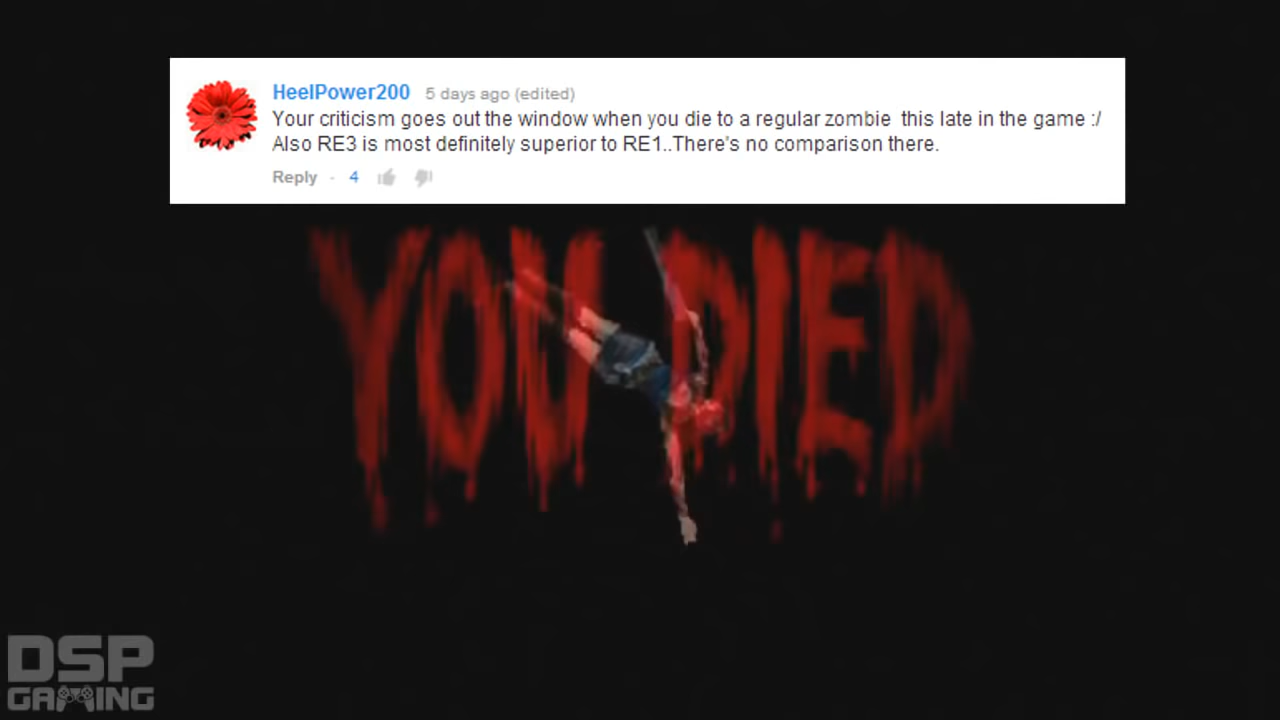 HeelPower200 5 days ago (edited)
Your criticism goes out the window when you die to a regular zombie this late in the game :/
Also RE3 is most definitely superior to RE1..There's no comparison there.
Reply · 4
YOU DIED
DSP
GAMING